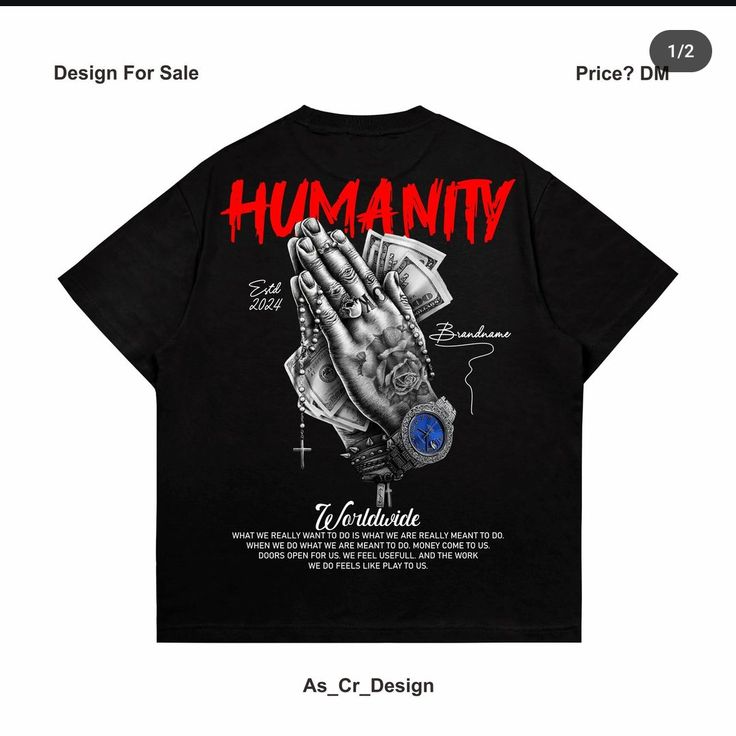 1/2
Design For Sale
Price? DM
HUMANITY
Estd
2024
Brandname
Worldwide
WHAT WE REALLY WANT TO DO IS WHAT WE ARE REALLY MEANT TO DO.
WHEN WE DO WHAT WE ARE MEANT TO DO. MONEY COME TO US.
DOORS OPEN FOR US. WE FEEL USEFULL. AND THE WORK
WE DO FEELS LIKE PLAY TO US.
As_Cr_Design